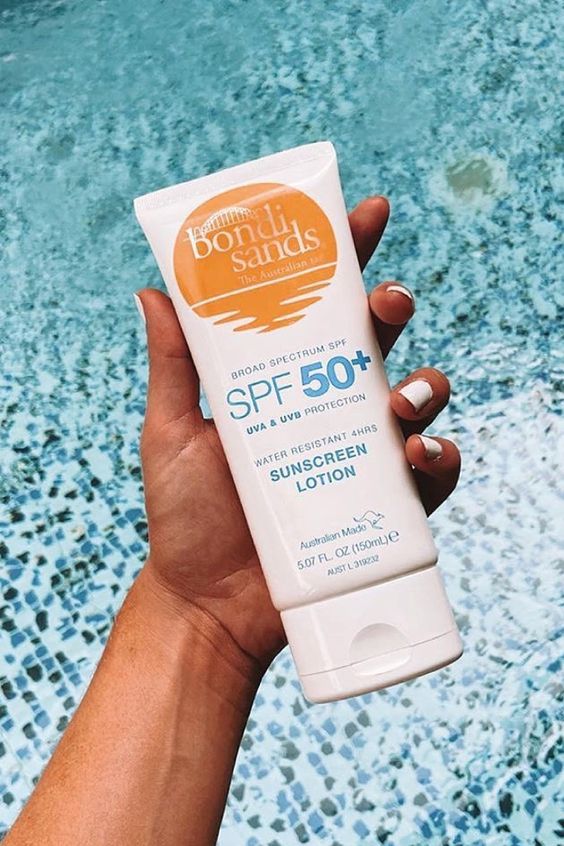 bondi
sands
The Australian tan
BROAD SPECTRUM SPF
SPF 50+
UVA & UVB PROTECTION
WATER RESISTANT 4HRS
SUNSCREEN
LOTION
Australian Made
5.07 FL. OZ (150mL) e
AUST L 319232